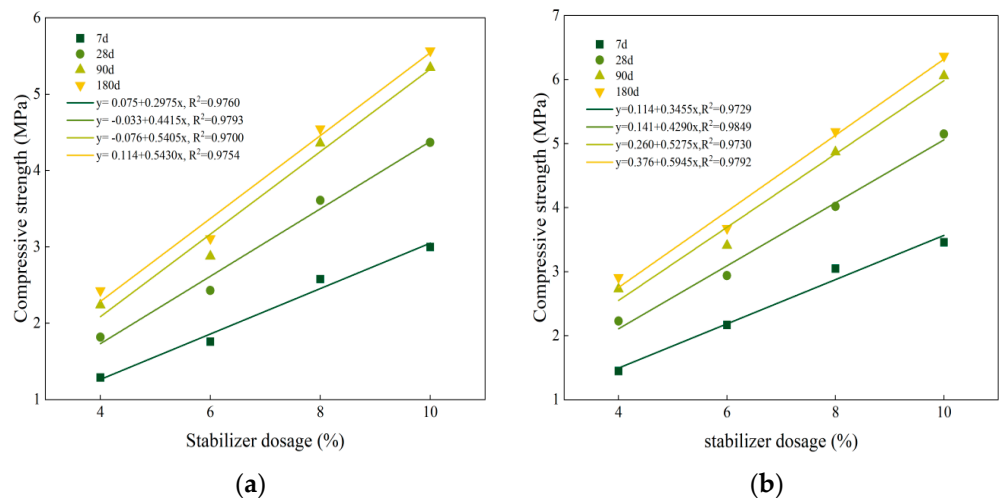 6
5
4
3
2
1
Compressive strength (MPa)
7d
28d
90d
180d
y= 0.075+0.2975x, R²=0.9760
y= -0.033+0.4415x, R²=0.9793
y= -0.076+0.5405x, R²=0.9700
y= 0.114+0.5430x, R²=0.9754
4 6 8 10
Stabilizer dosage (%)
(a)
7
6
5
4
3
2
1
Compressive strength (MPa)
7d
28d
90d
180d
y=0.114+0.3455x,R²=0.9729
y=0.141+0.4290x,R²=0.9849
y=0.260+0.5275x,R²=0.9730
y=0.376+0.5945x,R²=0.9792
4 6 8 10
stabilizer dosage (%)
(b)